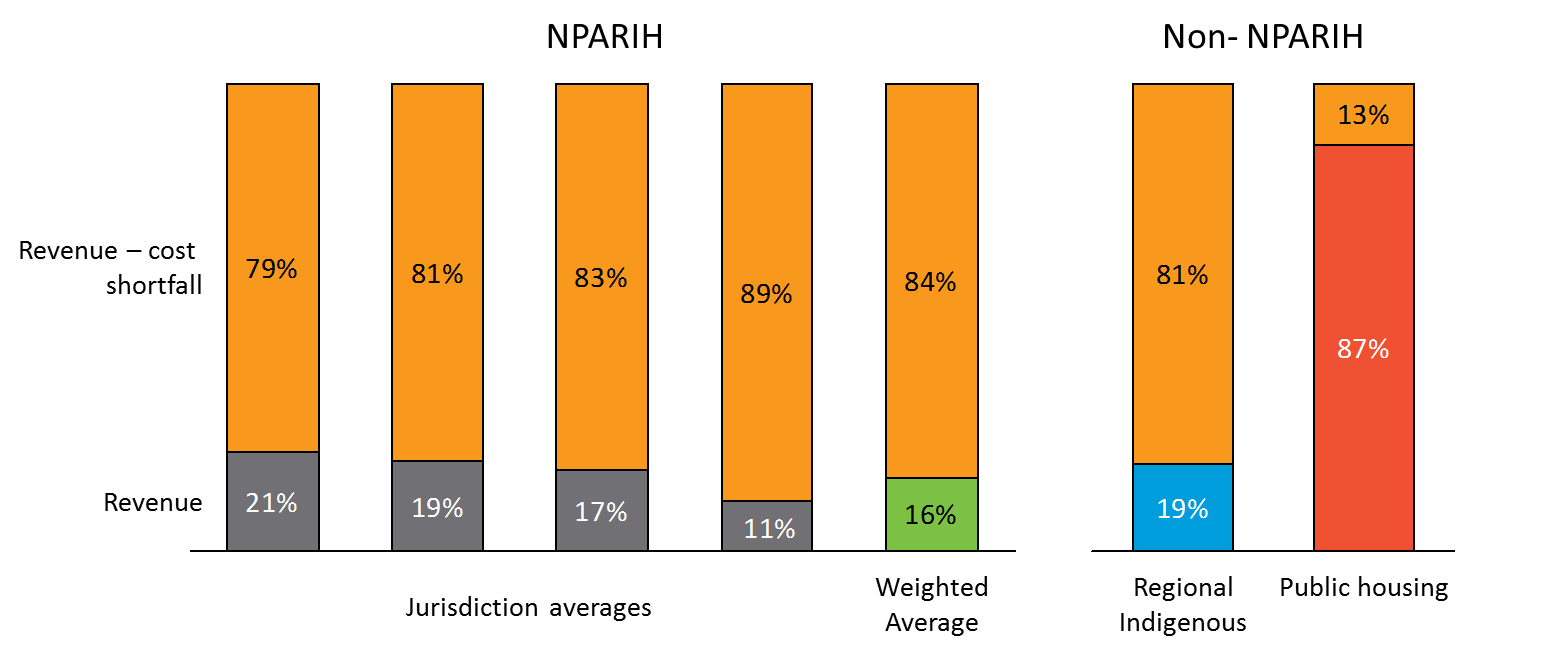 NPARIH
Non- NPARIH
Revenue – cost
shortfall
79%
81%
83%
89%
84%
81%
13%
87%
Revenue
21%
19%
17%
11%
16%
19%
Jurisdiction averages
Weighted
Average
Regional
Indigenous
Public housing